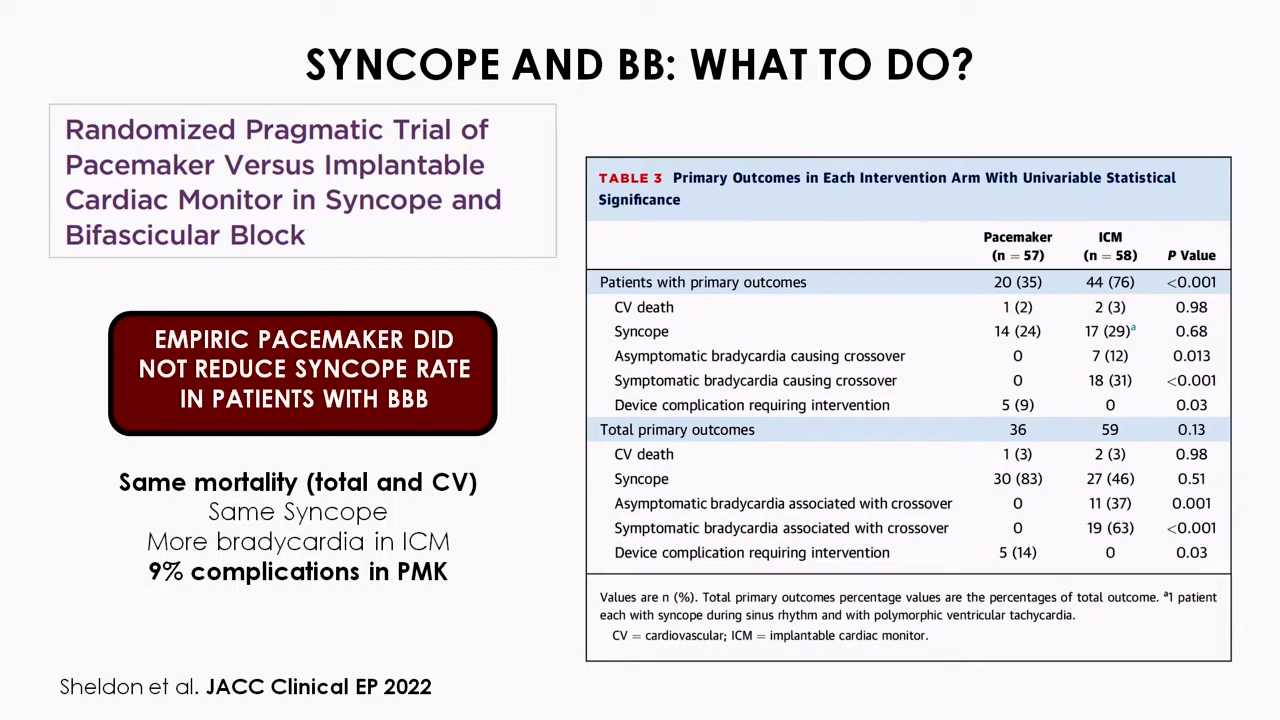 SYNCOPE AND BB: WHAT TO DO?
Randomized Pragmatic Trial of
Pacemaker Versus Implantable
Cardiac Monitor in Syncope and
Bifascicular Block
EMPIRIC PACEMAKER DID
NOT REDUCE SYNCOPE RATE
IN PATIENTS WITH BBB
Same mortality (total and CV)
Same Syncope
More bradycardia in ICM
9% complications in PMK
Sheldon et al. JACC Clinical EP 2022
TABLE 3 Primary Outcomes in Each Intervention Arm With Univariable Statistical
Significance
Pacemaker ICM
(n = 57) (n = 58) P Value
Patients with primary outcomes 20 (35) 44 (76) <0.001
CV death 1 (2) 2 (3) 0.98
Syncope 14 (24) 17 (29)a 0.68
Asymptomatic bradycardia causing crossover 0 7 (12) 0.013
Symptomatic bradycardia causing crossover 0 18 (31) <0.001
Device complication requiring intervention 5 (9) 0 0.03
Total primary outcomes 36 59 0.13
CV death 1 (3) 2 (3) 0.98
Syncope 30 (83) 27 (46) 0.51
Asymptomatic bradycardia associated with crossover 0 11 (37) 0.001
Symptomatic bradycardia associated with crossover 0 19 (63) <0.001
Device complication requiring intervention 5 (14) 0 0.03
Values are n (%). Total primary outcomes percentage values are the percentages of total outcome. a1 patient
each with syncope during sinus rhythm and with polymorphic ventricular tachycardia.
CV = cardiovascular; ICM = implantable cardiac monitor.